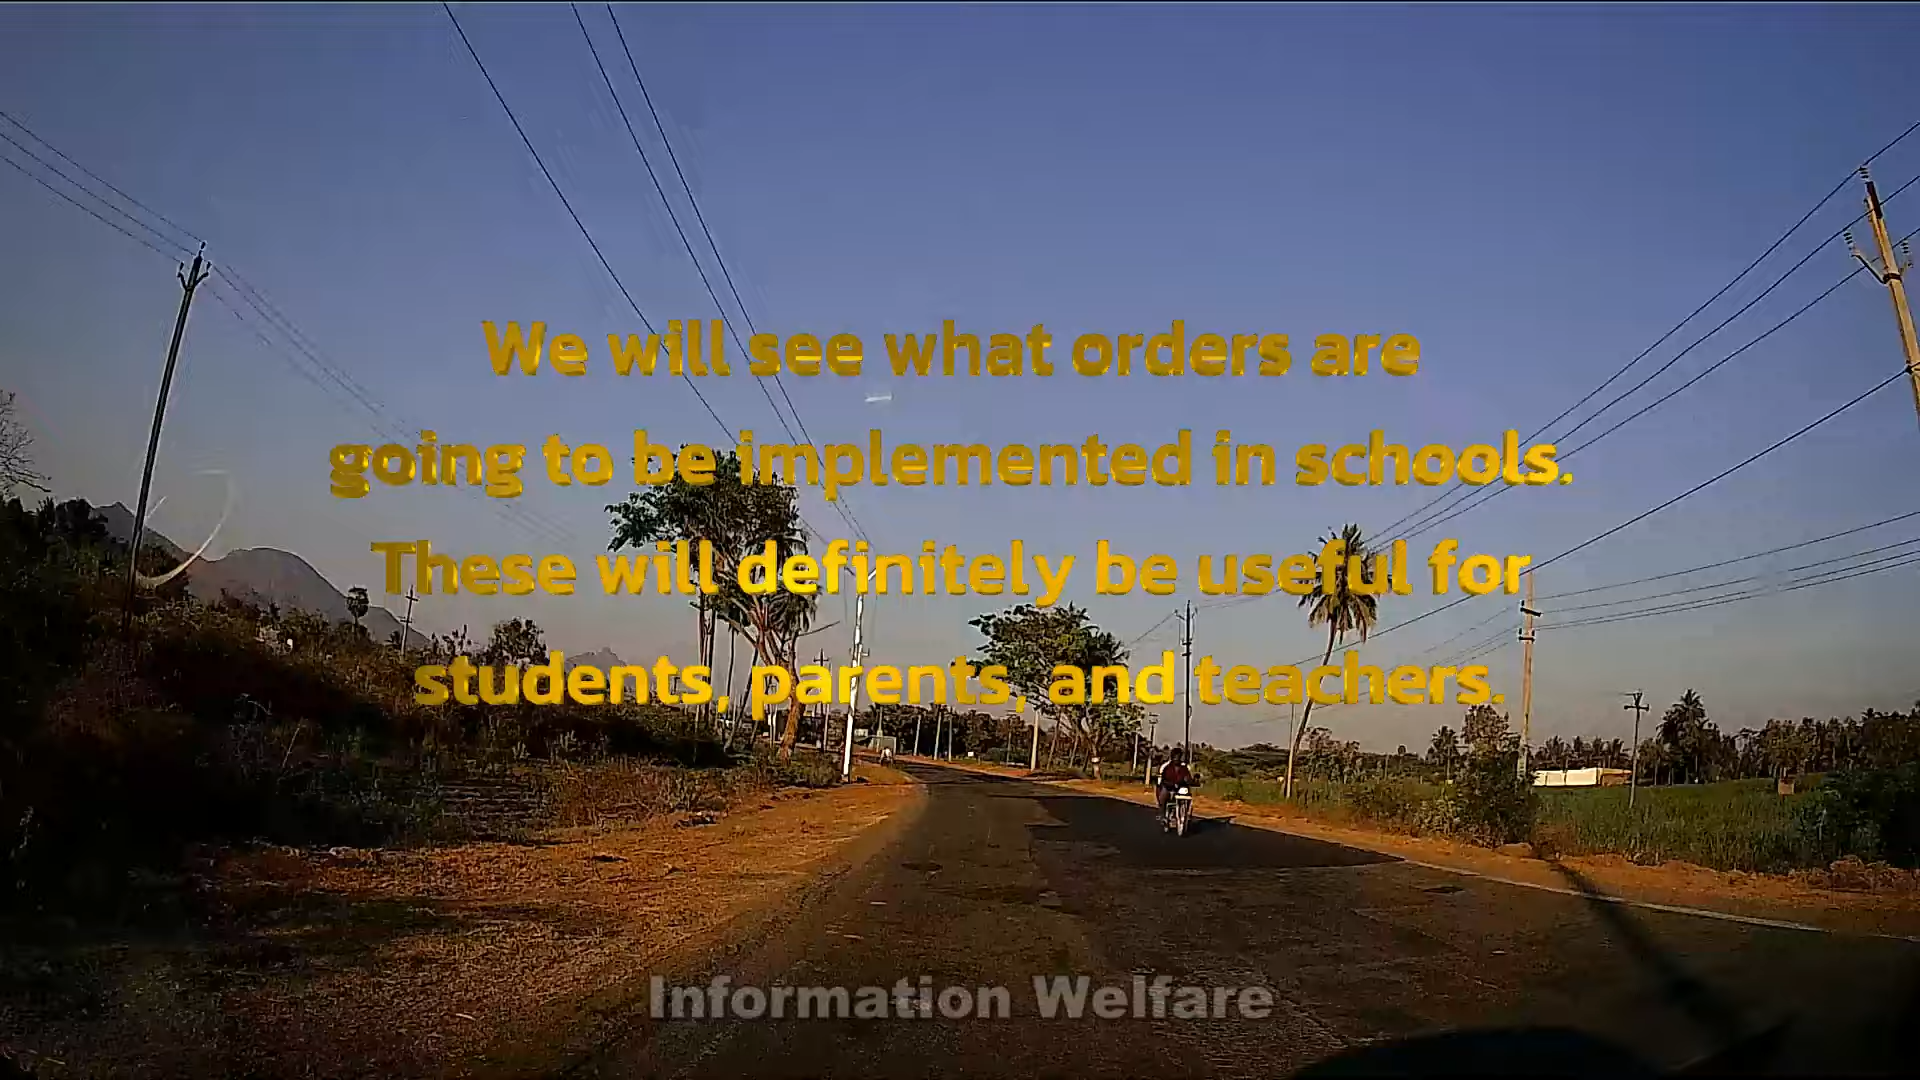 We will see what orders are
going to be implemented in schools.
These will definitely be useful for
students, parents, and teachers.
Information Welfare